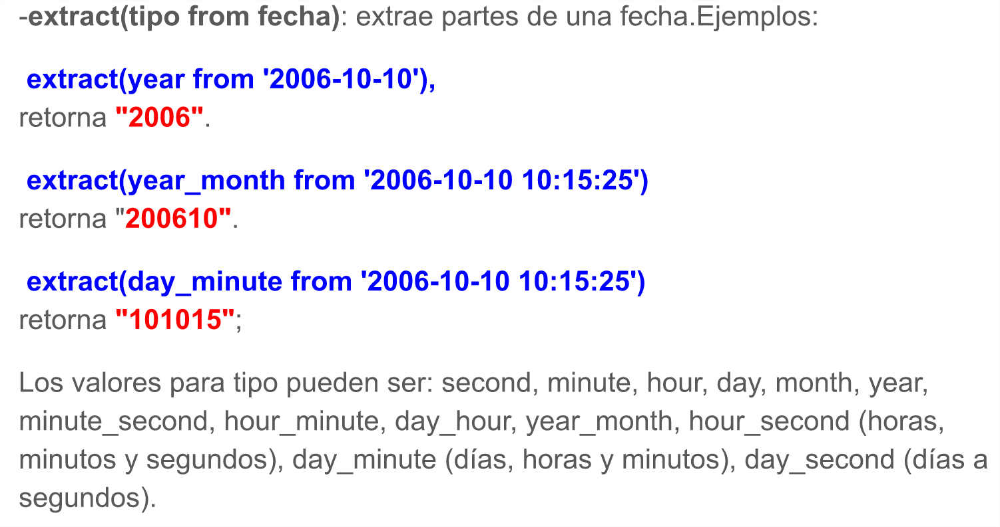 -extract(tipo from fecha): extrae partes de una fecha.Ejemplos:
extract(year from '2006-10-10'),
retorna "2006".
extract(year_month from '2006-10-10 10:15:25')
retorna "200610".
extract(day_minute from '2006-10-10 10:15:25')
retorna "101015";
Los valores para tipo pueden ser: second, minute, hour, day, month, year,
minute_second, hour_minute, day_hour, year_month, hour_second (horas,
minutos y segundos), day_minute (días, horas y minutos), day_second (días a
segundos).